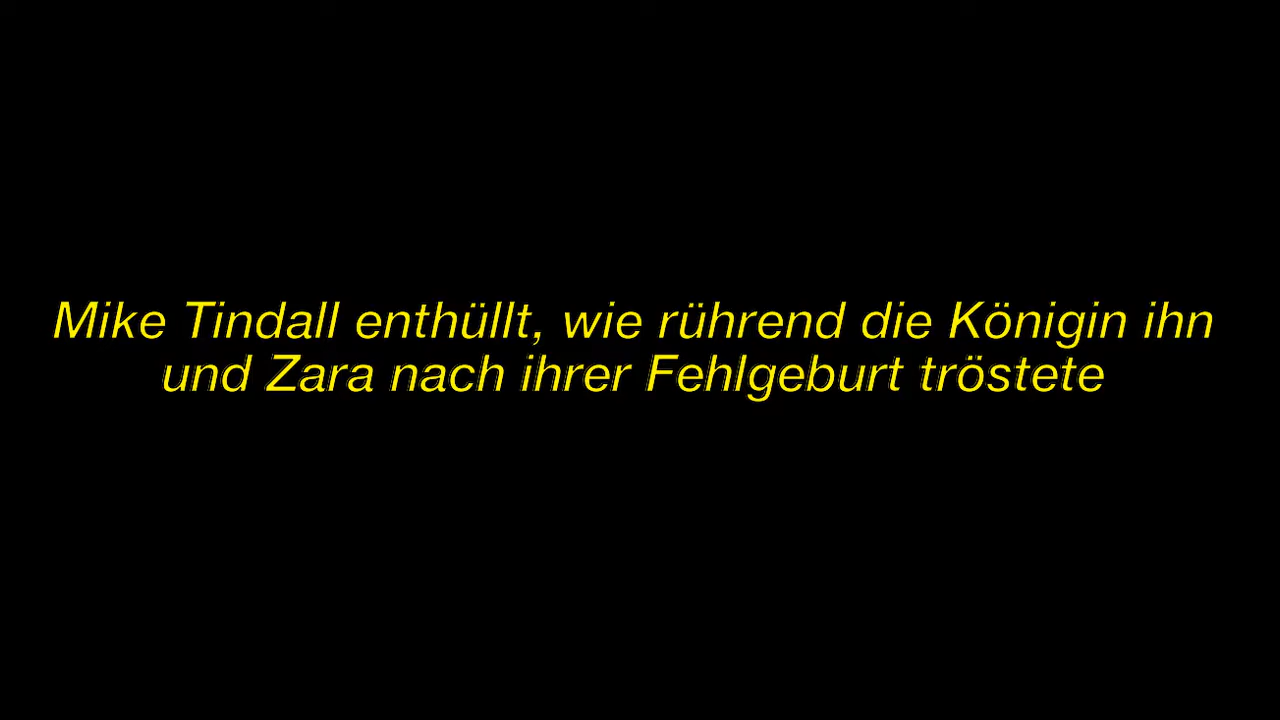 Mike Tindall enthüllt, wie rührend die Königin ihn
und Zara nach ihrer Fehlgeburt tröstete